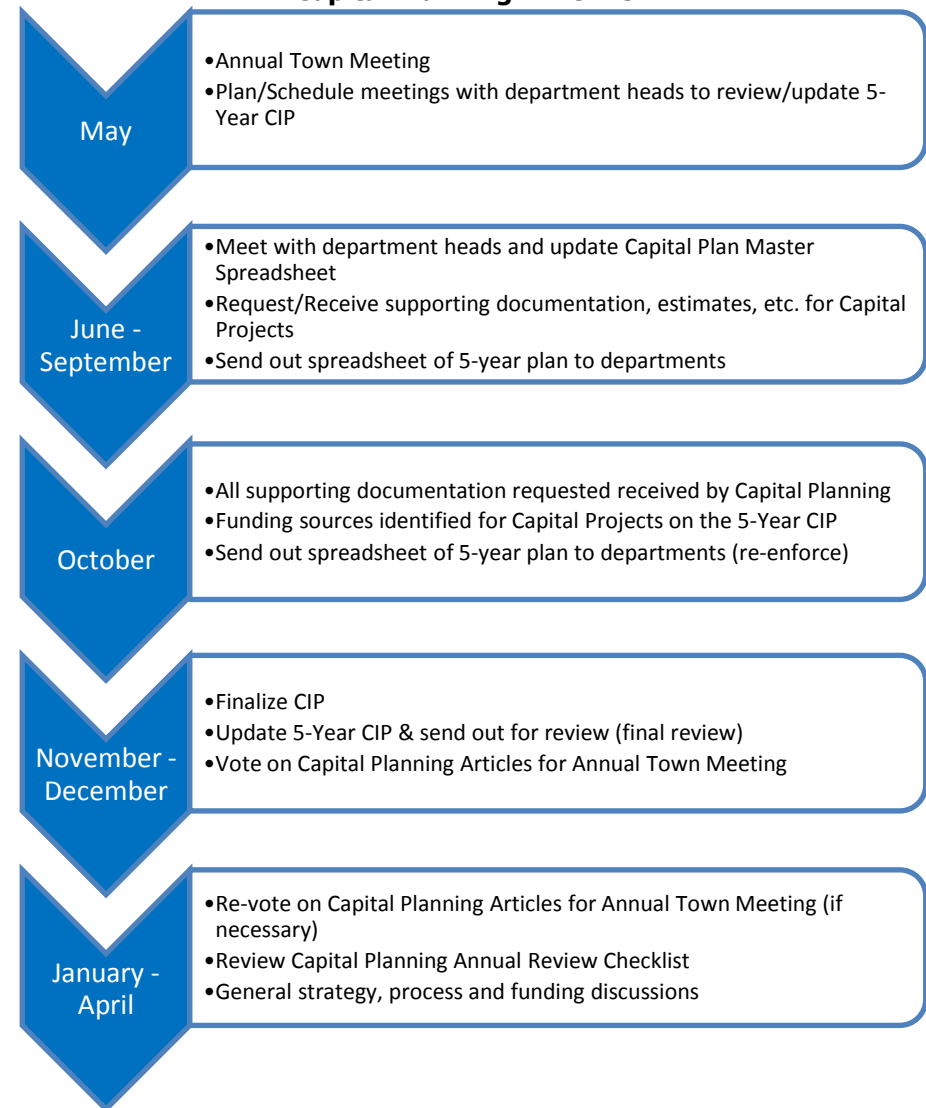 May
•Annual Town Meeting
•Plan/Schedule meetings with department heads to review/update 5-
Year CIP
June -
September
•Meet with department heads and update Capital Plan Master
Spreadsheet
•Request/Receive supporting documentation, estimates, etc. for Capital
Projects
•Send out spreadsheet of 5-year plan to departments
October
•All supporting documentation requested received by Capital Planning
•Funding sources identified for Capital Projects on the 5-Year CIP
•Send out spreadsheet of 5-year plan to departments (re-enforce)
November -
December
•Finalize CIP
•Update 5-Year CIP & send out for review (final review)
•Vote on Capital Planning Articles for Annual Town Meeting
January -
April
•Re-vote on Capital Planning Articles for Annual Town Meeting (if
necessary)
•Review Capital Planning Annual Review Checklist
•General strategy, process and funding discussions